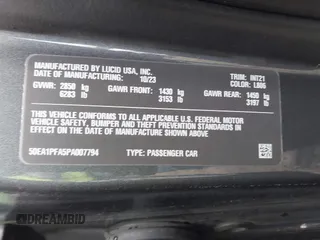 MANUFACTURED BY LUCID USA, INC.
DATE OF MANUFACTURING: 10/23
TRIM: INT21
COLOR: L806
GVWR: 2850 kg
6283 lb
GAWR FRONT: 1430 kg
3153 lb
GAWR REAR: 1450 kg
3197 lb
THIS VEHICLE CONFORMS TO ALL APPLICABLE U.S. FEDERAL MOTOR
VEHICLE SAFETY, BUMPER AND THEFT PREVENTION STANDARDS
IN EFFECT ON THE DATE OF MANUFACTURE SHOWN ABOVE.
50EA1PFA5PA007794
TYPE: PASSENGER CAR
DREAMBID